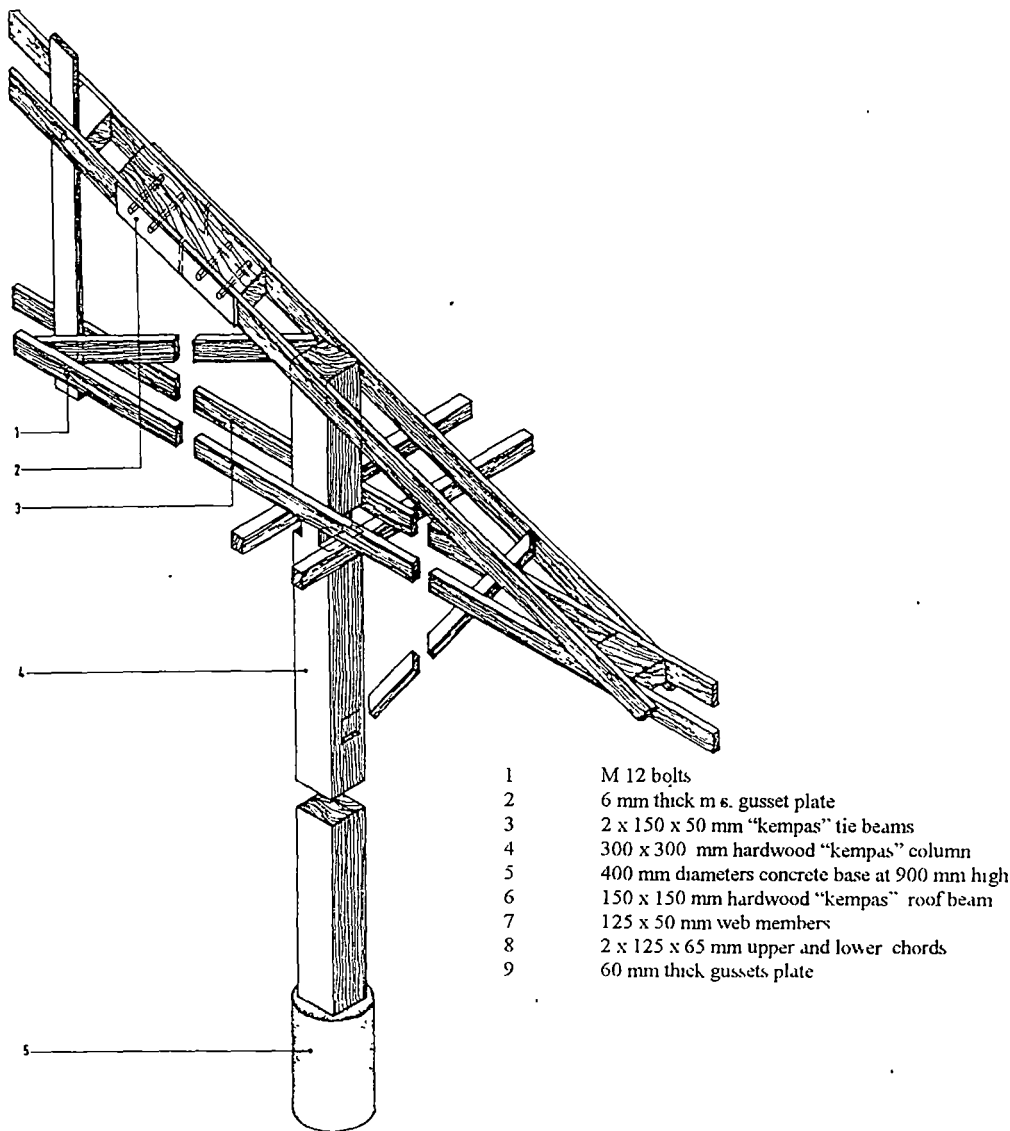 1
2
3
4
5
1 M 12 bolts
2 6 mm thick m s. gusset plate
3 2 x 150 x 50 mm “kempas” tie beams
4 300 x 300 mm hardwood “kempas” column
5 400 mm diameters concrete base at 900 mm high
6 150 x 150 mm hardwood “kempas” roof beam
7 125 x 50 mm web members
8 2 x 125 x 65 mm upper and lower chords
9 60 mm thick gussets plate